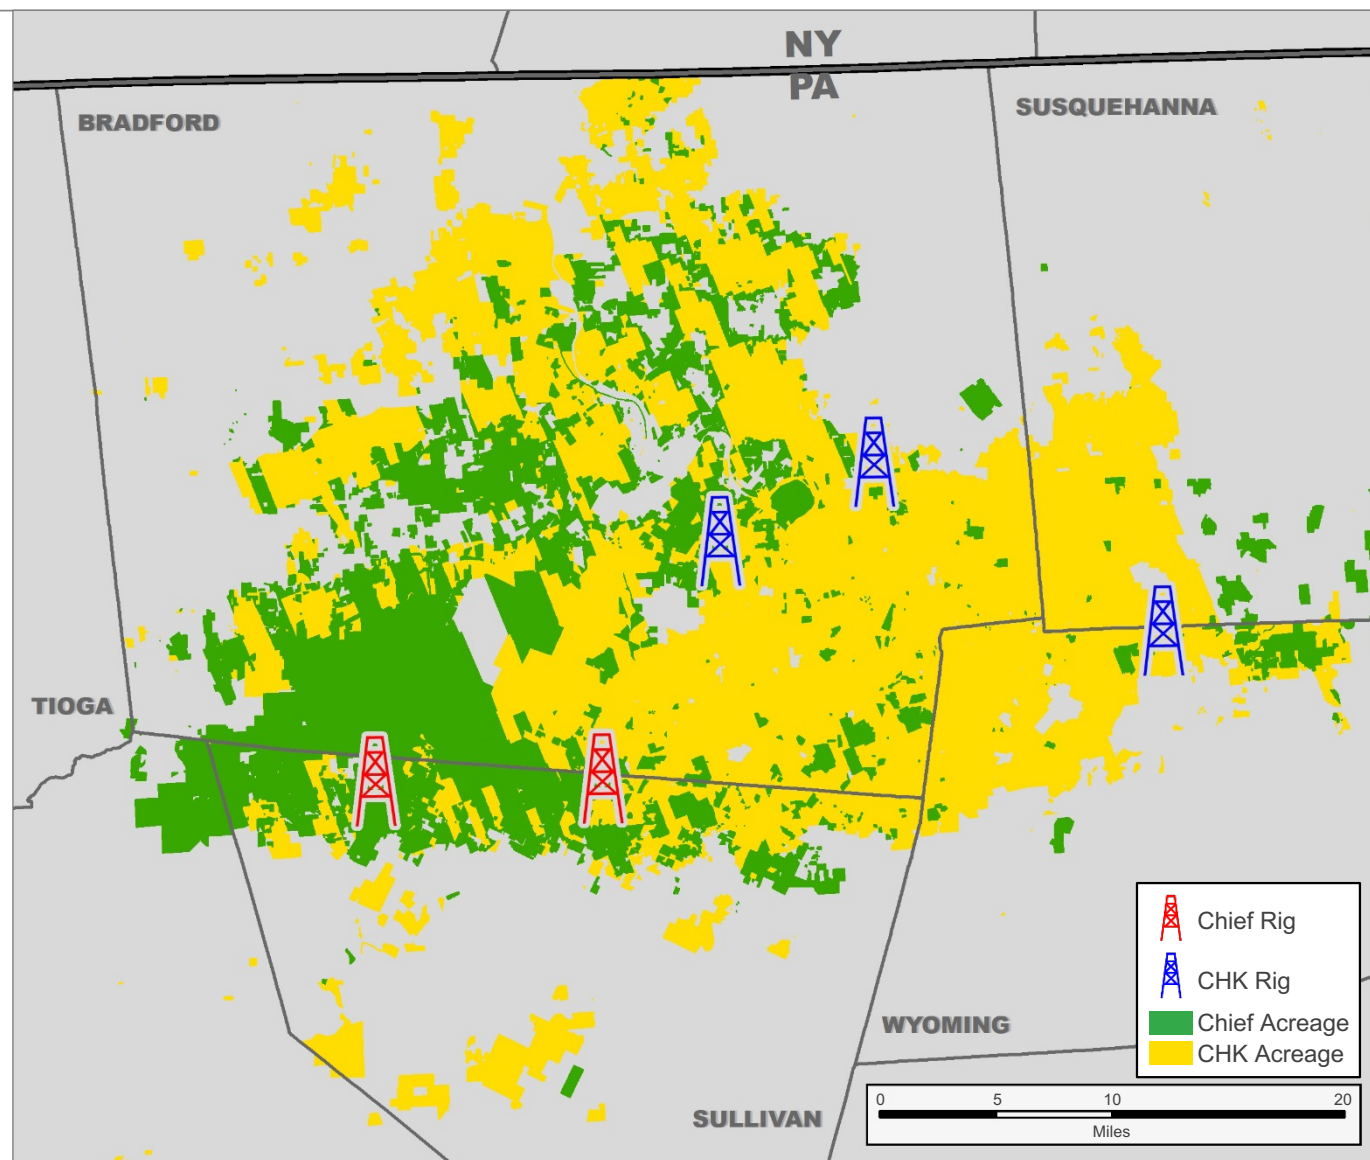 NY
PA
BRADFORD
SUSQUEHANNA
TIOGA
WYOMING
SULLIVAN
Chief Rig
CHK Rig
Chief Acreage
CHK Acreage
0 5 10 20
Miles